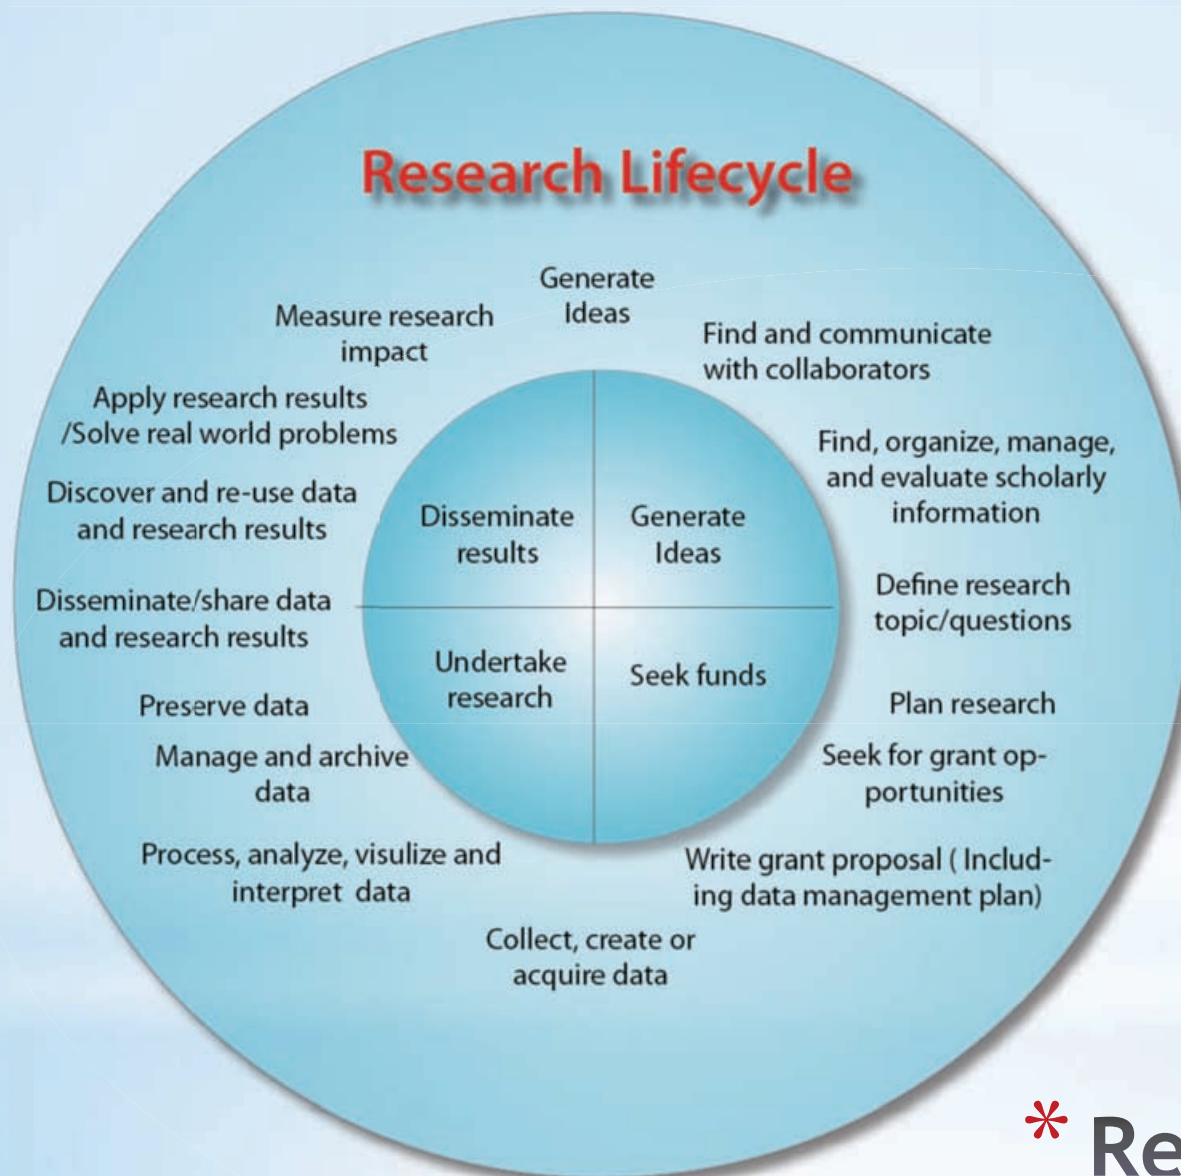 Research Lifecycle
Generate
Ideas
Find and communicate
with collaborators
Find, organize, manage,
and evaluate scholarly
information
Define research
topic/questions
Plan research
Seek for grant op-
portunities
Write grant proposal ( Includ-
ing data management plan)
Collect, create or
acquire data
Process, analyze, visulize and
interpret data
Manage and archive
data
Preserve data
Disseminate/share data
and research results
Discover and re-use data
and research results
Apply research results
/Solve real world problems
Measure research
impact
Disseminate
results
Generate
Ideas
Undertake
research
Seek funds
* Re